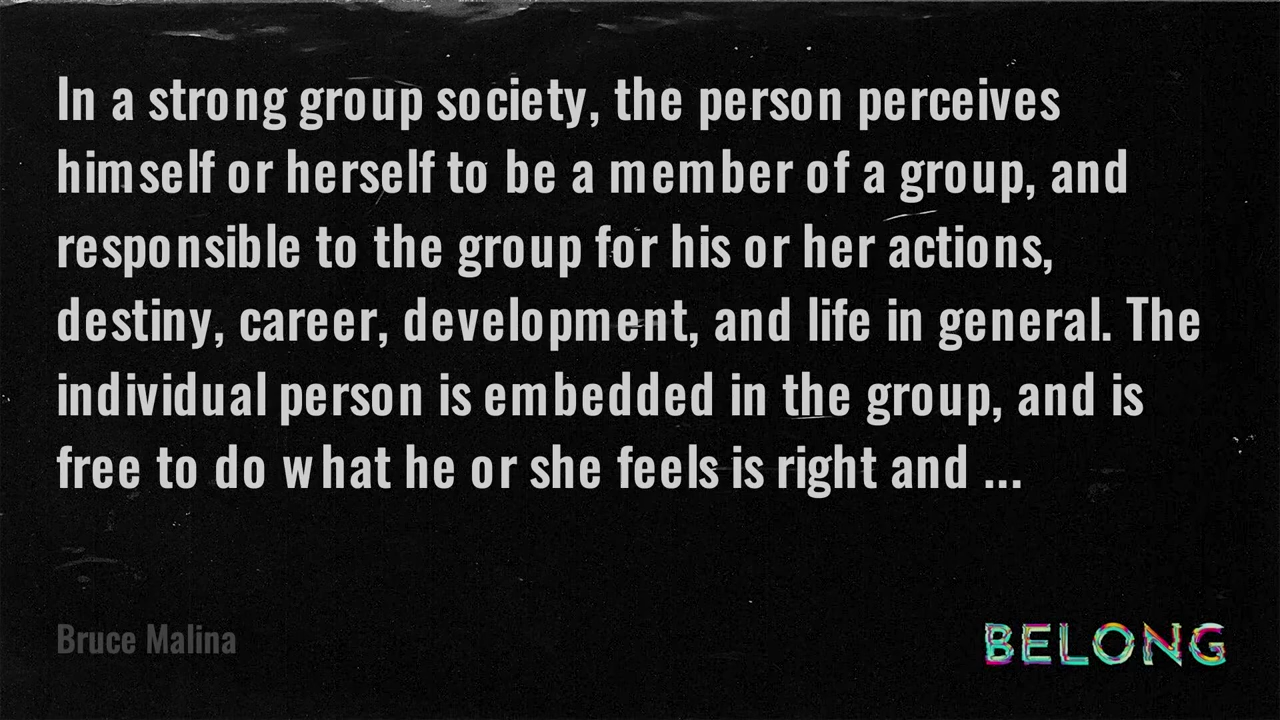 In a strong group society, the person perceives
himself or herself to be a member of a group, and
responsible to the group for his or her actions,
destiny, career, development, and life in general. The
individual person is embedded in the group, and is
free to do what he or she feels is right and ...
Bruce Malina
BELONG